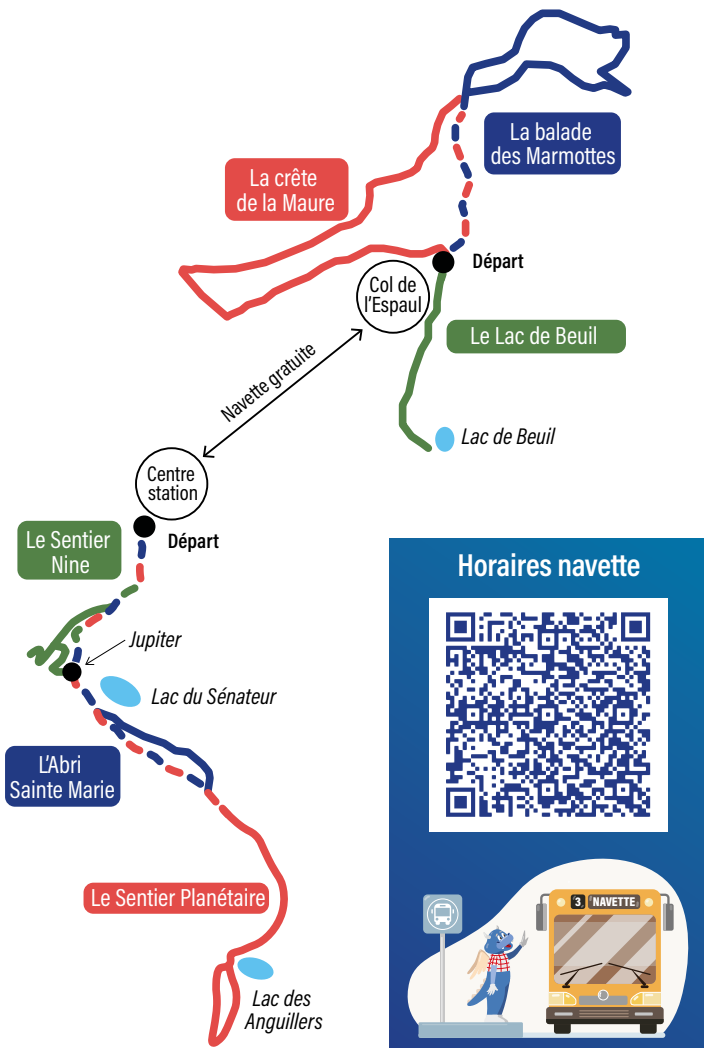 La balade
des Marmottes
La crête
de la Maure
Départ
Col de
l'Espaul
Le Lac de Beuil
Navette gratuite
Lac de Beuil
Centre
station
Départ
Le Sentier
Nine
Jupiter
Lac du Sénateur
L'Abri
Sainte Marie
Le Sentier Planétaire
Lac des
Anguillers
Horaires navette
3 NAVETTE